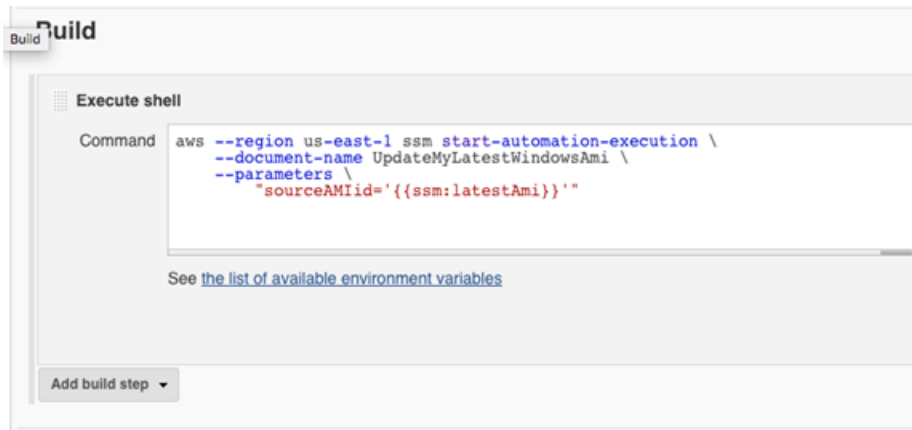 Build
Build
Execute shell
Command
aws --region us-east-1 ssm start-automation-execution \
--document-name UpdateMyLatestWindowsAmi \
--parameters \
"sourceAMIid='{{ssm:latestAmi}}'"
See the list of available environment variables
Add build step